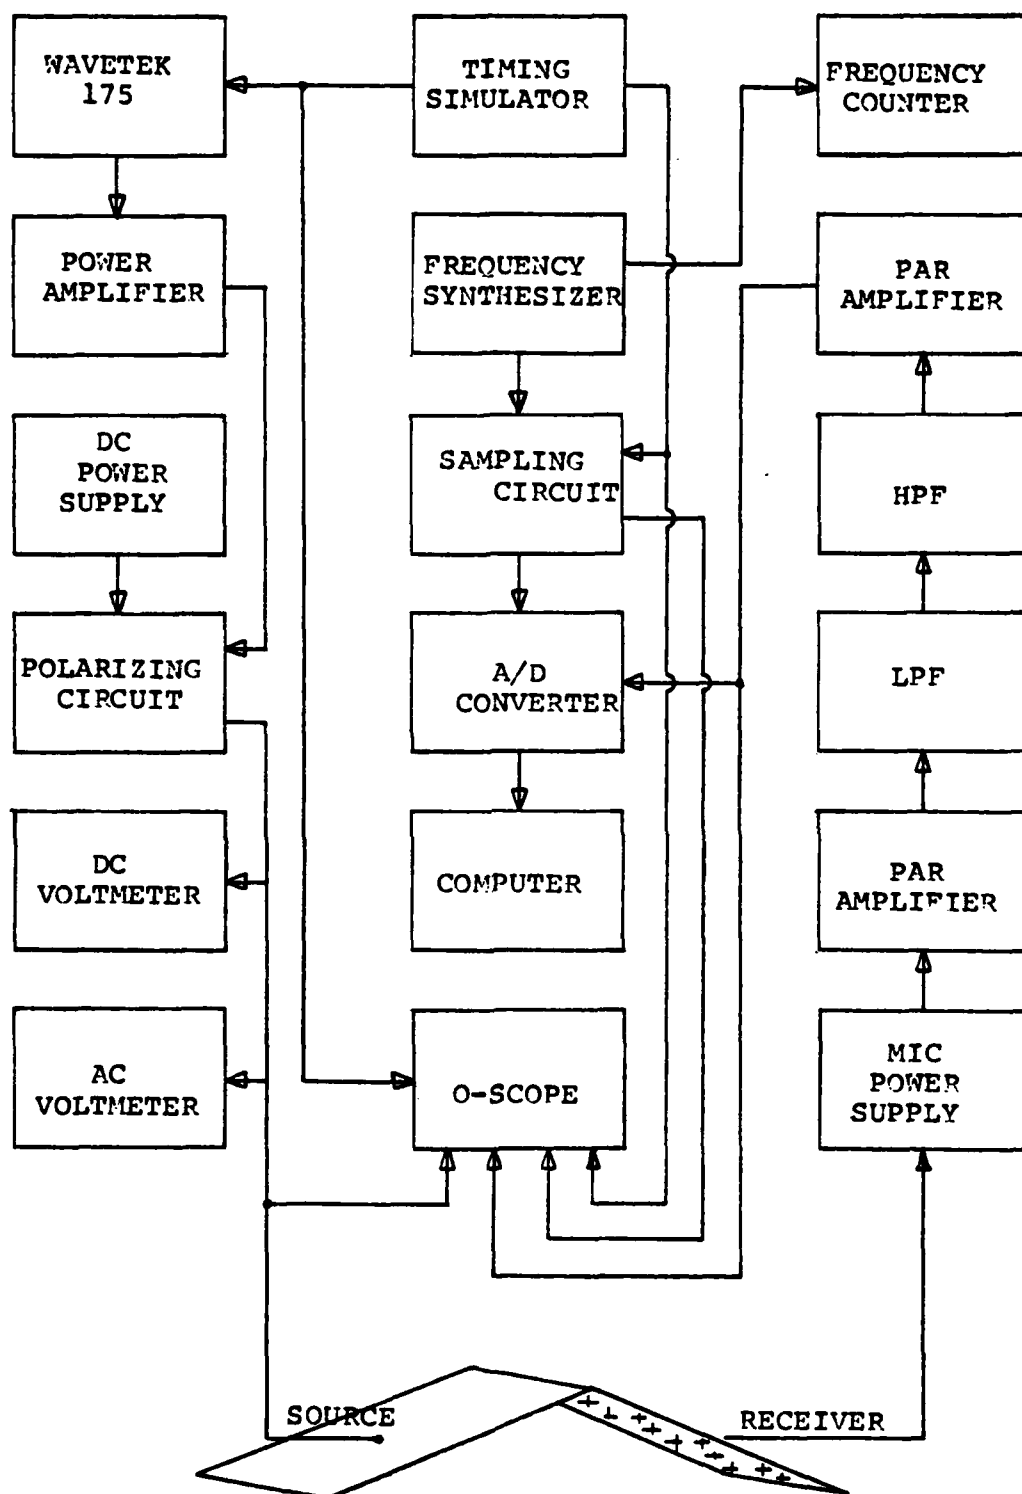 WAVETEK
175
TIMING
SIMULATOR
FREQUENCY
COUNTER
POWER
AMPLIFIER
FREQUENCY
SYNTHESIZER
PAR
AMPLIFIER
DC
POWER
SUPPLY
SAMPLING
CIRCUIT
HPF
POLARIZING
CIRCUIT
A/D
CONVERTER
LPF
DC
VOLTMETER
COMPUTER
PAR
AMPLIFIER
AC
VOLTMETER
O-SCOPE
MIC
POWER
SUPPLY
SOURCE
RECEIVER